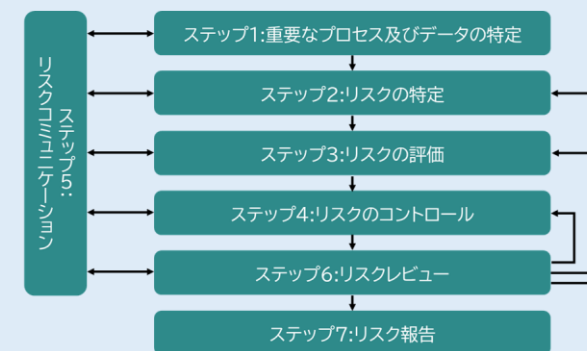 ステップ5:
リスクコミュニケーション
ステップ1:重要なプロセス及びデータの特定
ステップ2:リスクの特定
ステップ3:リスクの評価
ステップ4:リスクのコントロール
ステップ6:リスクレビュー
ステップ7:リスク報告